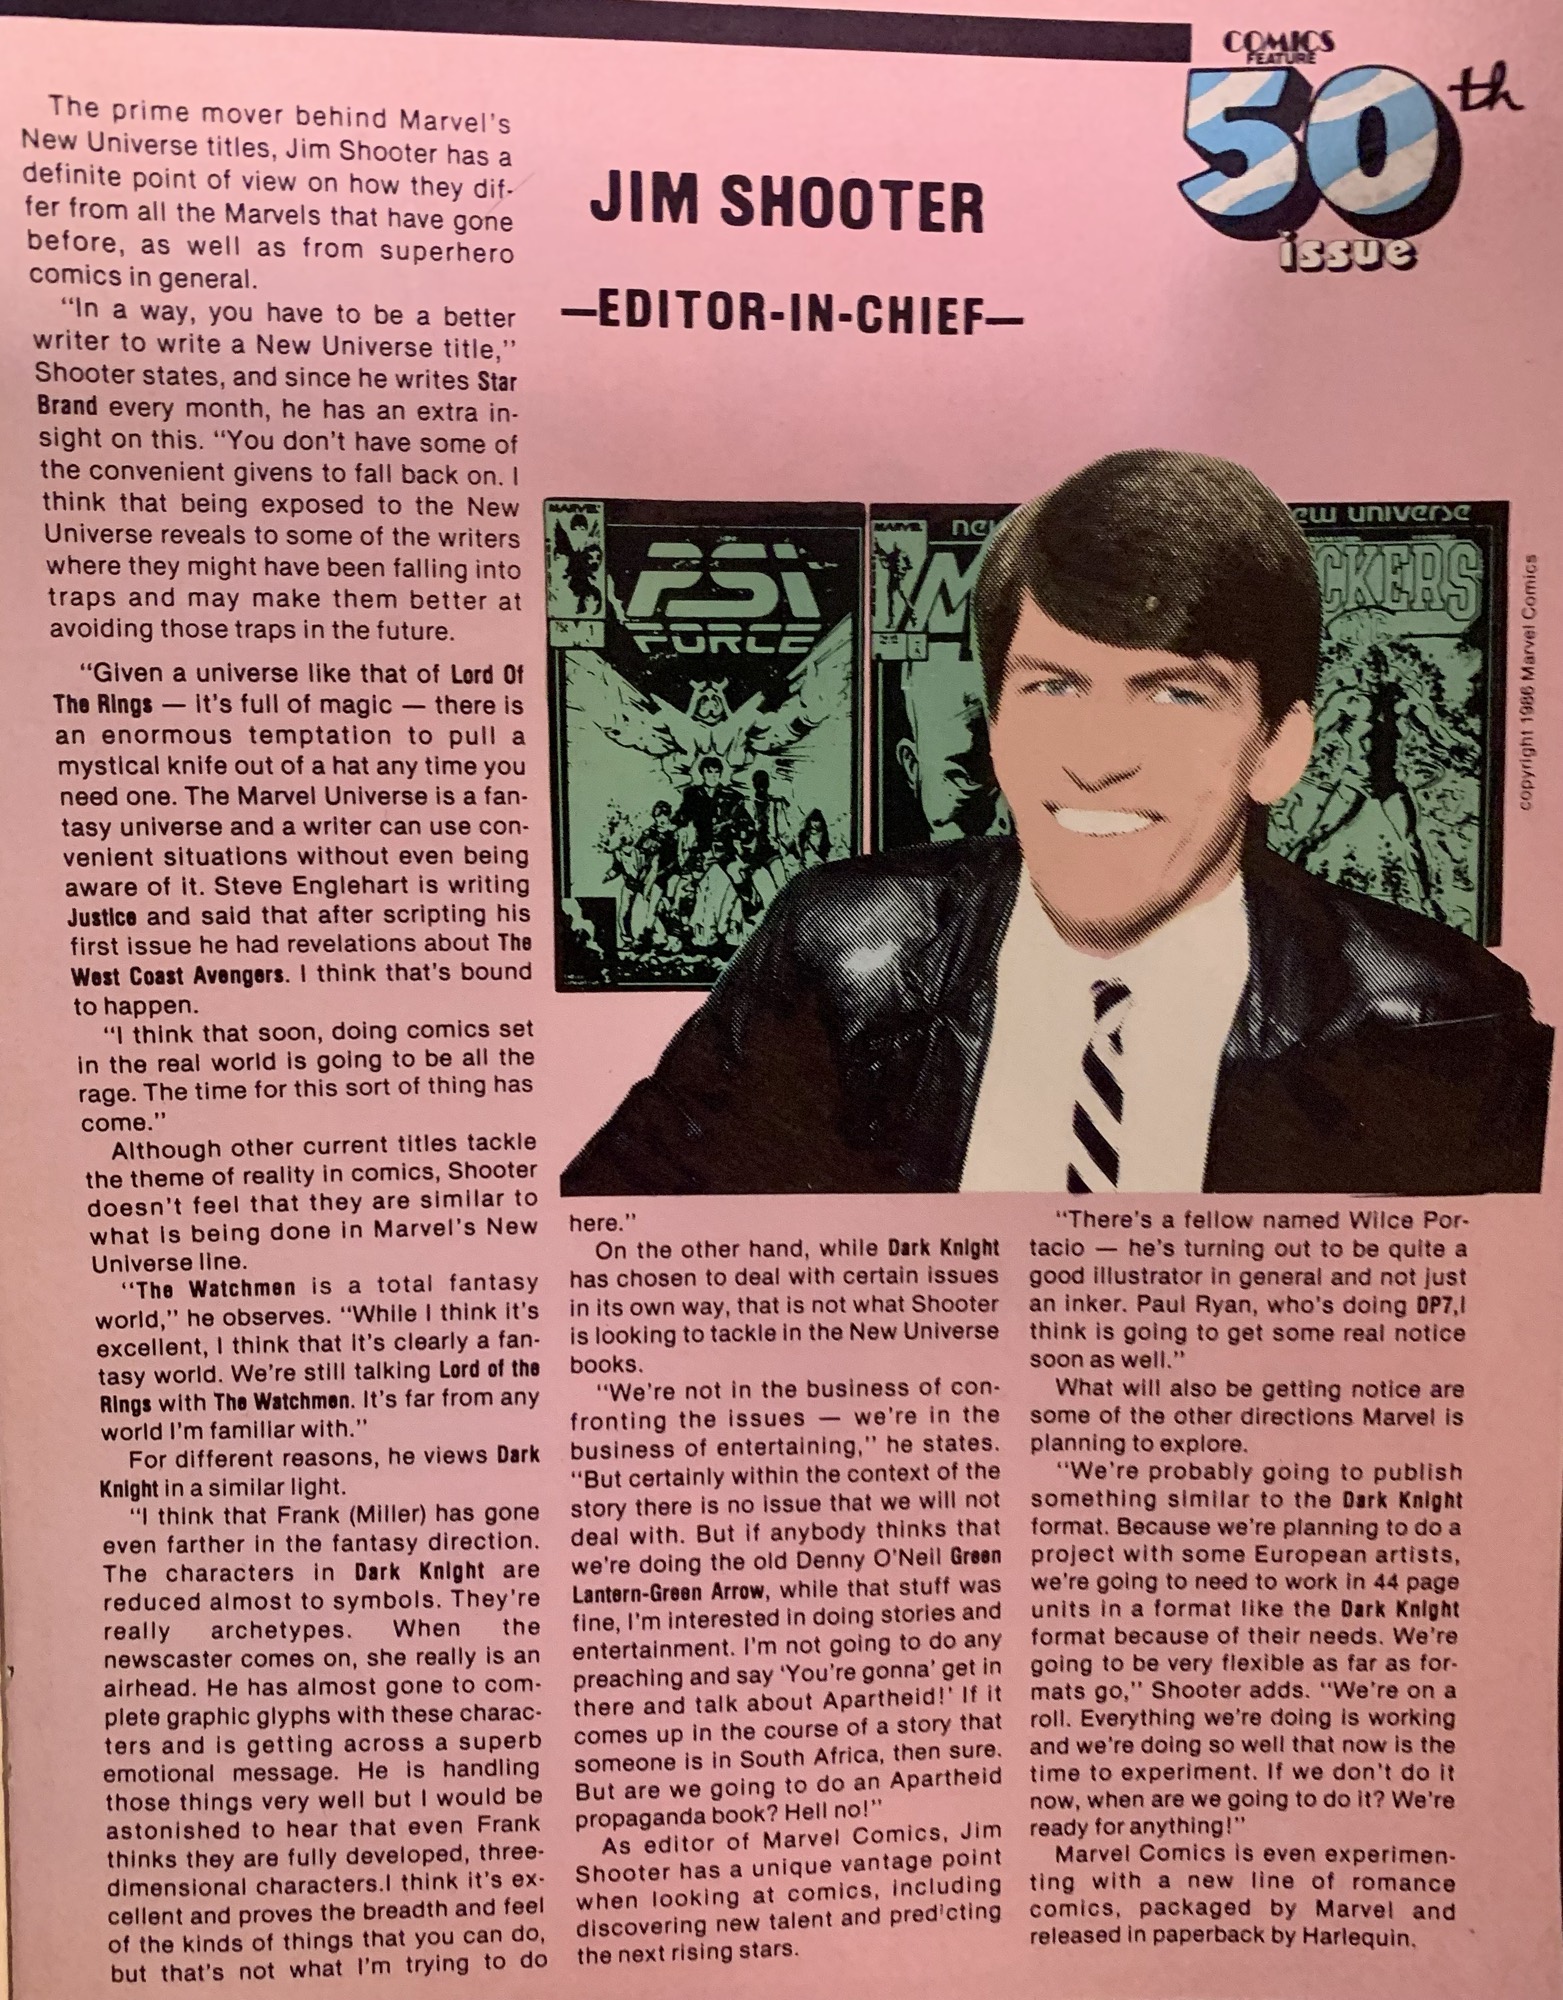 COMICS
FEATURE
50th
issue
JIM SHOOTER
—EDITOR-IN-CHIEF—
The prime mover behind Marvel's
New Universe titles, Jim Shooter has a
definite point of view on how they dif-
fer from all the Marvels that have gone
before, as well as from superhero
comics in general.
"In a way, you have to be a better
writer to write a New Universe title,"
Shooter states, and since he writes Star
Brand every month, he has an extra in-
sight on this. "You don't have some of
the convenient givens to fall back on. I
think that being exposed to the New
Universe reveals to some of the writers
where they might have been falling into
traps and may make them better at
avoiding those traps in the future.
"Given a universe like that of Lord Of
The Rings — it's full of magic — there is
an enormous temptation to pull a
mystical knife out of a hat any time you
need one. The Marvel Universe is a fan-
tasy universe and a writer can use con-
venient situations without even being
aware of it. Steve Englehart is writing
Justice and said that after scripting his
first issue he had revelations about The
West Coast Avengers. I think that's bound
to happen.
"I think that soon, doing comics set
in the real world is going to be all the
rage. The time for this sort of thing has
come."
Although other current titles tackle
the theme of reality in comics, Shooter
doesn't feel that they are similar to
what is being done in Marvel's New
Universe line.
"The Watchmen is a total fantasy
world," he observes. "While I think it's
excellent, I think that it's clearly a fan-
tasy world. We're still talking Lord of the
Rings with The Watchmen. It's far from any
world I'm familiar with."
For different reasons, he views Dark
Knight in a similar light.
"I think that Frank (Miller) has gone
even farther in the fantasy direction.
The characters in Dark Knight are
reduced almost to symbols. They're
really archetypes. When the
newscaster comes on, she really is an
airhead. He has almost gone to com-
plete graphic glyphs with these charac-
ters and is getting across a superb
emotional message. He is handling
those things very well but I would be
astonished to hear that even Frank
thinks they are fully developed, three-
dimensional characters.I think it's ex-
cellent and proves the breadth and feel
of the kinds of things that you can do,
but that's not what I'm trying to do
MARVEL
PSI
FORCE
75¢ 1
MARVEL
new
M
ew universe
CKERS
copyright 1986 Marvel Comics
here."
On the other hand, while Dark Knight
has chosen to deal with certain issues
in its own way, that is not what Shooter
is looking to tackle in the New Universe
books.
"We're not in the business of con-
fronting the issues — we're in the
business of entertaining," he states.
"But certainly within the context of the
story there is no issue that we will not
deal with. But if anybody thinks that
we're doing the old Denny O'Neil Green
Lantern-Green Arrow, while that stuff was
fine, I'm interested in doing stories and
entertainment. I'm not going to do any
preaching and say 'You're gonna' get in
there and talk about Apartheid!' If it
comes up in the course of a story that
someone is in South Africa, then sure.
But are we going to do an Apartheid
propaganda book? Hell no!"
As editor of Marvel Comics, Jim
Shooter has a unique vantage point
when looking at comics, including
discovering new talent and predicting
the next rising stars.
"There's a fellow named Wilce Por-
tacio — he's turning out to be quite a
good illustrator in general and not just
an inker. Paul Ryan, who's doing DP7,I
think is going to get some real notice
soon as well."
What will also be getting notice are
some of the other directions Marvel is
planning to explore.
"We're probably going to publish
something similar to the Dark Knight
format. Because we're planning to do a
project with some European artists,
we're going to need to work in 44 page
units in a format like the Dark Knight
format because of their needs. We're
going to be very flexible as far as for-
mats go," Shooter adds. "We're on a
roll. Everything we're doing is working
and we're doing so well that now is the
time to experiment. If we don't do it
now, when are we going to do it? We're
ready for anything!"
Marvel Comics is even experimen-
ting with a new line of romance
comics, packaged by Marvel and
released in paperback by Harlequin.